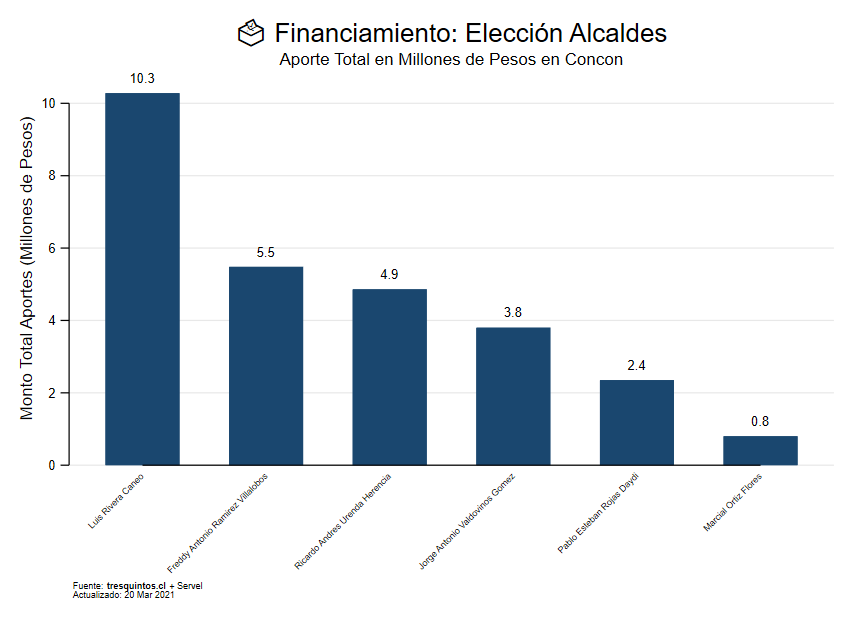 Financiamiento: Elección Alcaldes
Aporte Total en Millones de Pesos en Concon
Monto Total Aportes (Millones de Pesos)
10
8
6
4
2
0
10.3
5.5
4.9
3.8
2.4
0.8
Luis Rivera Caneo
Freddy Antonio Ramirez Villalobos
Ricardo Andres Urenda Herencia
Jorge Antonio Valdovinos Gomez
Pablo Esteban Rojas Daydi
Marcial Ortiz Flores
Fuente: tresquintos.cl + Servel
Actualizado: 20 Mar 2021